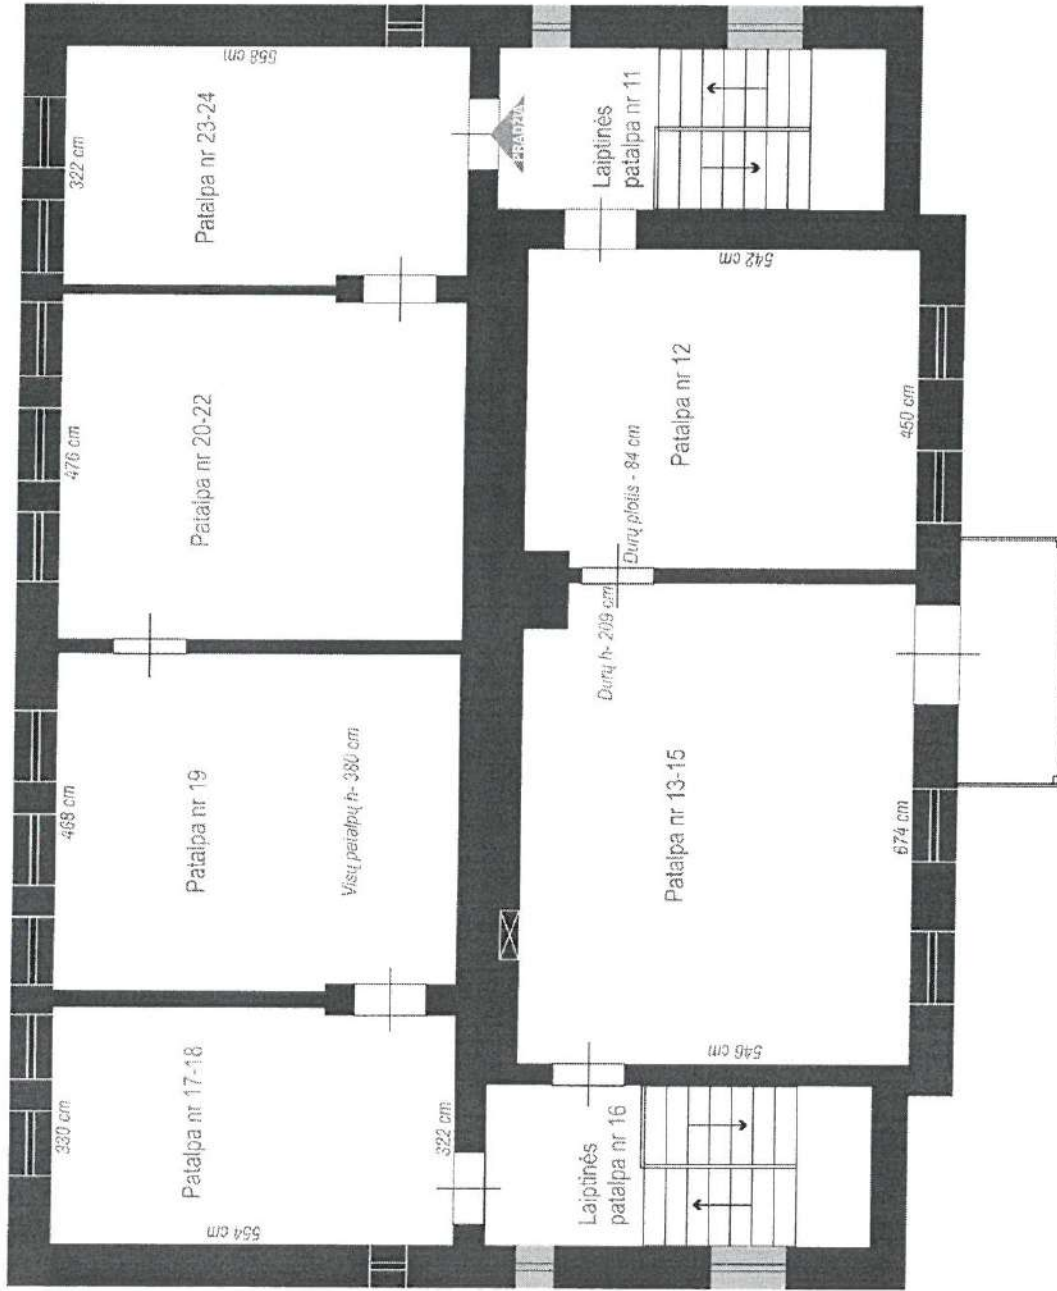 558 cm
322 cm
Patalpa nr 23-24
PRADŽIA
Laiptinės
patalpa nr 11
476 cm
Patalpa nr 20-22
542 cm
Patalpa nr 12
450 cm
Durų plotis - 84 cm
Durų h- 209 cm
468 cm
Patalpa nr 19
Visų patalpų h- 380 cm
Patalpa nr 13-15
674 cm
546 cm
330 cm
Patalpa nr 17-18
322 cm
554 cm
Laiptinės
patalpa nr 16